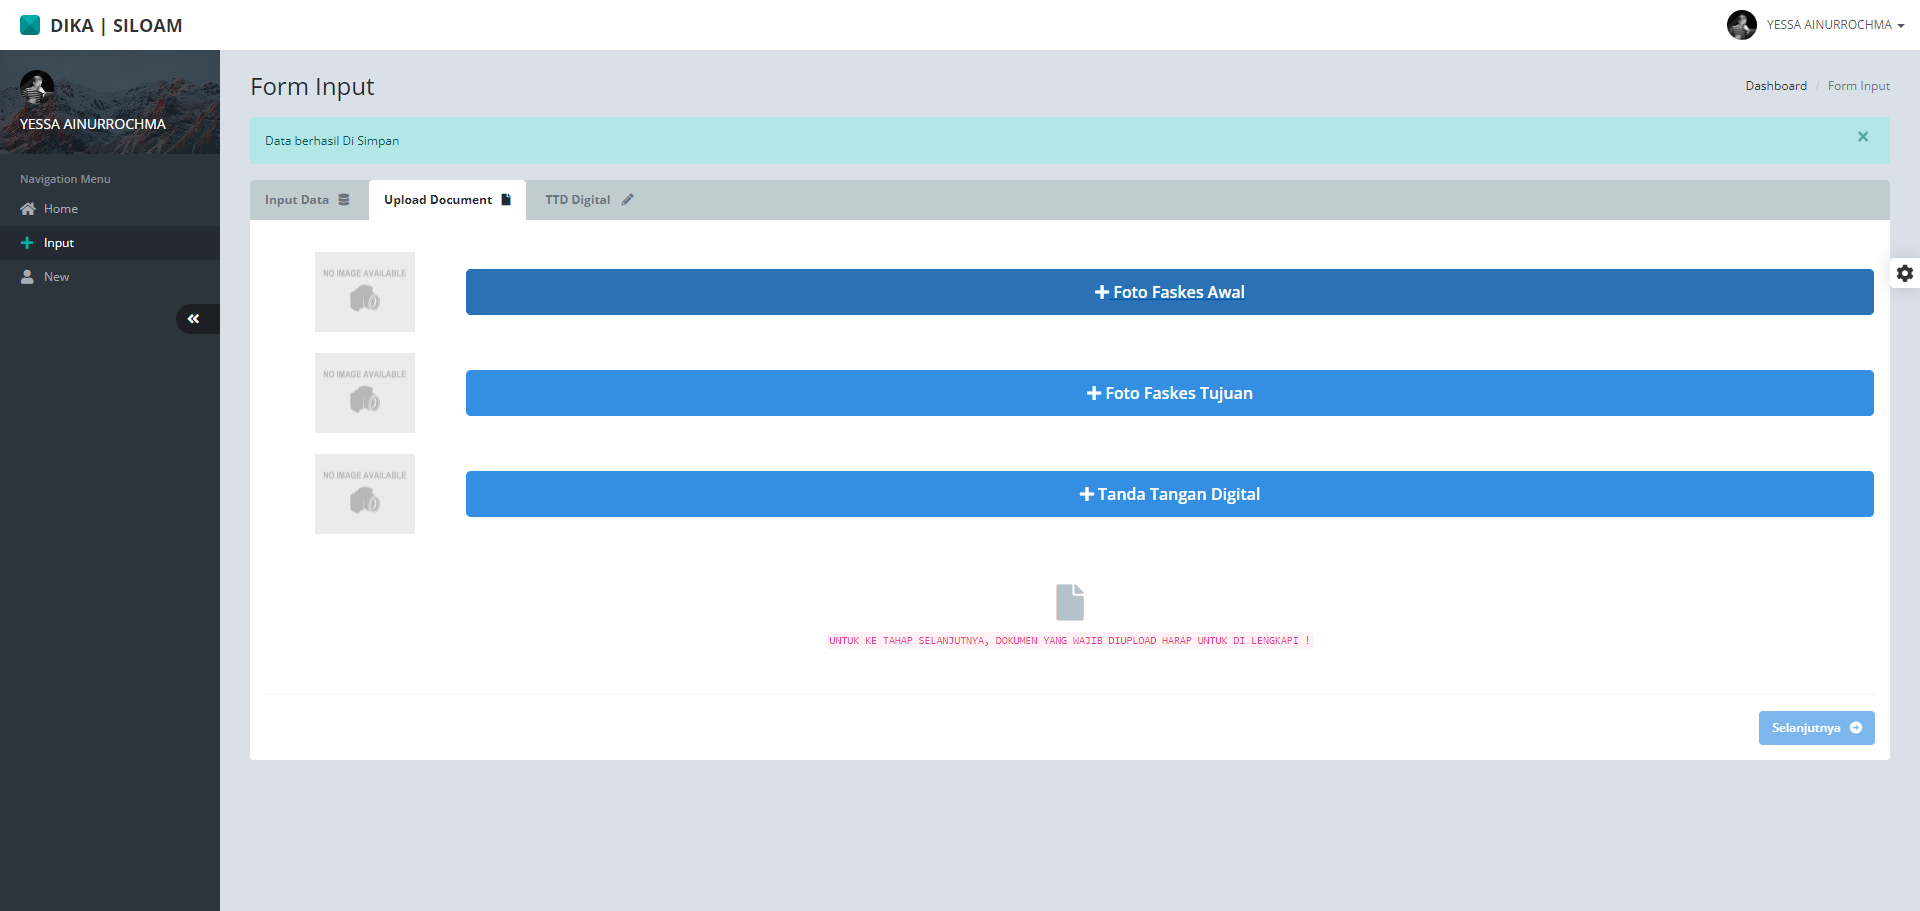 DIKA | SILOAM
YESSA AINURROCHMA
YESSA AINURROCHMA
Navigation Menu
Home
Input
New
Form Input
Dashboard / Form Input
Data berhasil Di Simpan
×
Input Data
Upload Document
TTD Digital
NO IMAGE AVAILABLE
Foto Faskes Awal
NO IMAGE AVAILABLE
Foto Faskes Tujuan
NO IMAGE AVAILABLE
Tanda Tangan Digital
UNTUK KE TAHAP SELANJUTNYA, DOKUMEN YANG WAJIB DIUPLOAD HARAP UNTUK DI LENGKAPI !
Selanjutnya